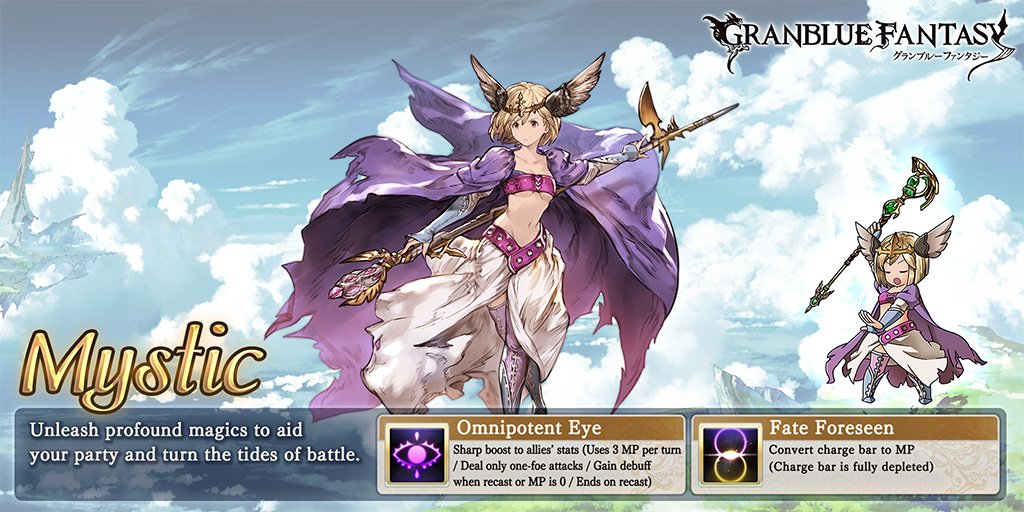 GRANBLUE FANTASY
グランブルーファンタジー
Mystic
Unleash profound magics to aid
your party and turn the tides of battle.
Omnipotent Eye
Sharp boost to allies' stats (Uses 3 MP per turn
/ Deal only one-foe attacks / Gain debuff
when recast or MP is 0 / Ends on recast)
Fate Foreseen
Convert charge bar to MP
(Charge bar is fully depleted)